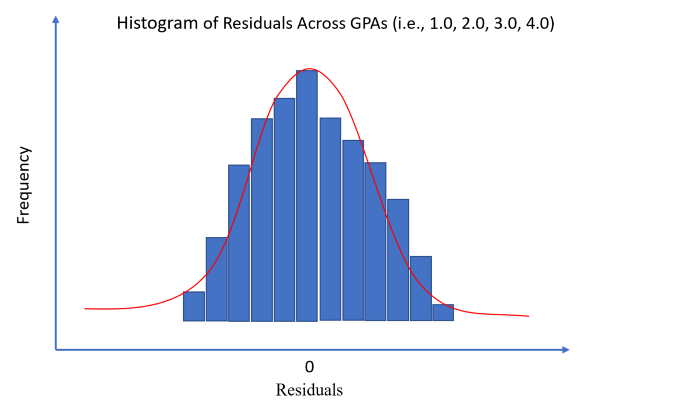 Histogram of Residuals Across GPAs (i.e., 1.0, 2.0, 3.0, 4.0)
Frequency
0
Residuals